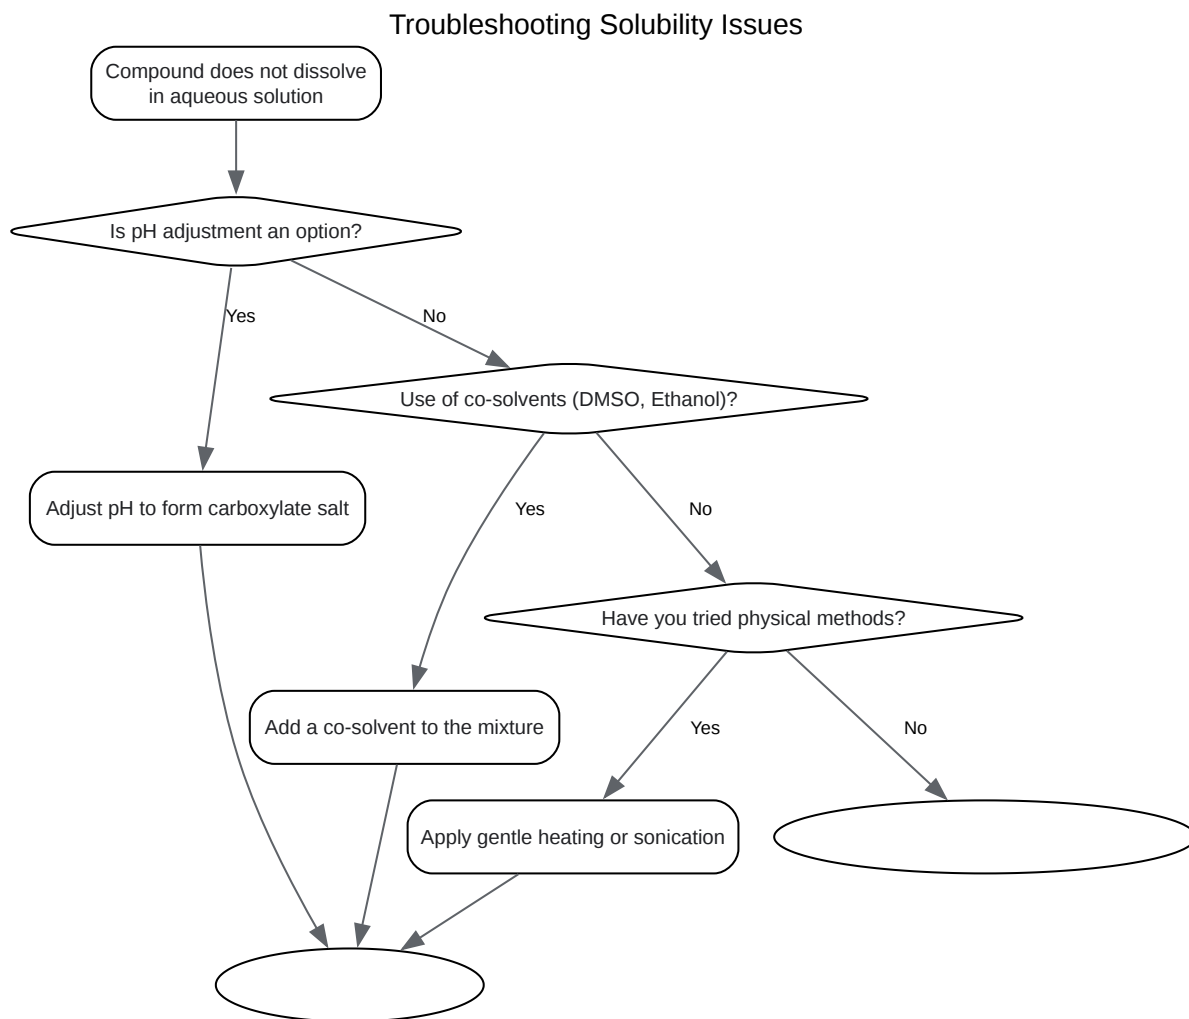 Troubleshooting Solubility Issues
Compound does not dissolve
in aqueous solution
Is pH adjustment an option?
Yes
No
Use of co-solvents (DMSO, Ethanol)?
Adjust pH to form carboxylate salt
Yes
No
Have you tried physical methods?
Add a co-solvent to the mixture
Yes
No
Apply gentle heating or sonication